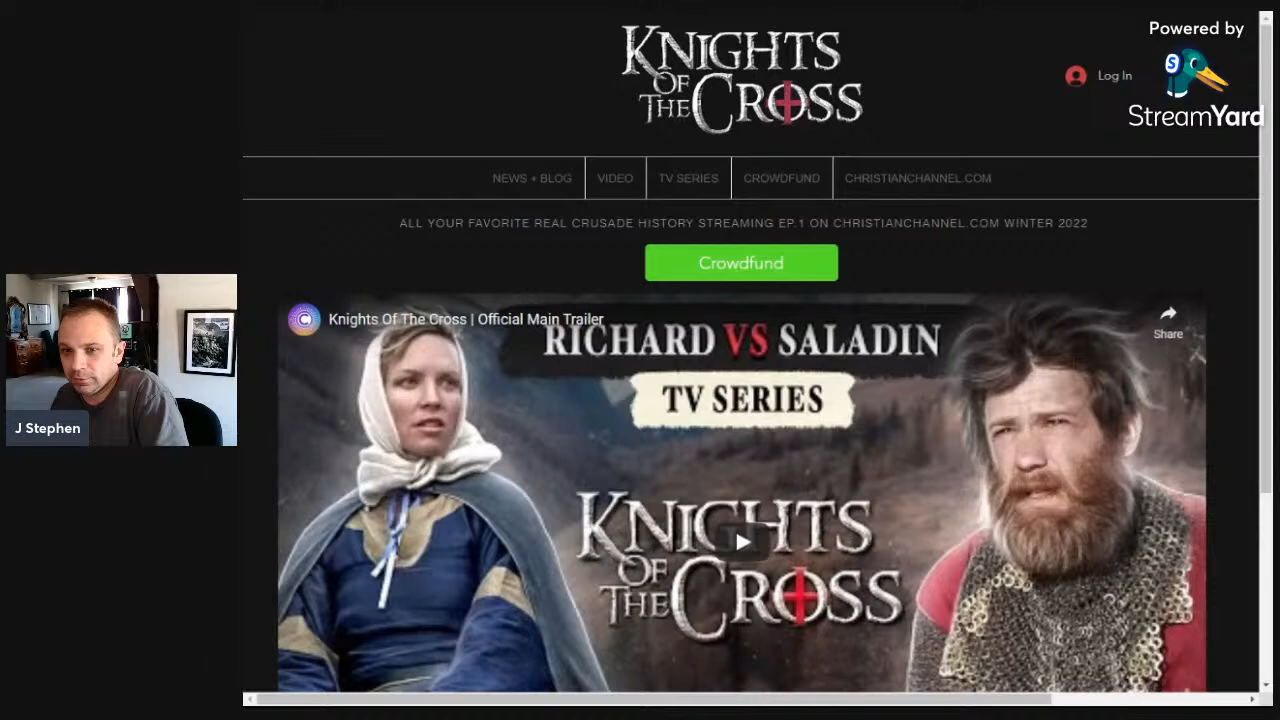 KNIGHTS
OF
THE CROSS
Powered by
StreamYard
Log In
NEWS + BLOG
VIDEO
TV SERIES
CROWDFUND
CHRISTIANCHANNEL.COM
ALL YOUR FAVORITE REAL CRUSADE HISTORY STREAMING EP.1 ON CHRISTIANCHANNEL.COM WINTER 2022
Crowdfund
Knights Of The Cross | Official Main Trailer
Share
RICHARD VS SALADIN
TV SERIES
KNIGHTS
OF
THE CROSS
J Stephen